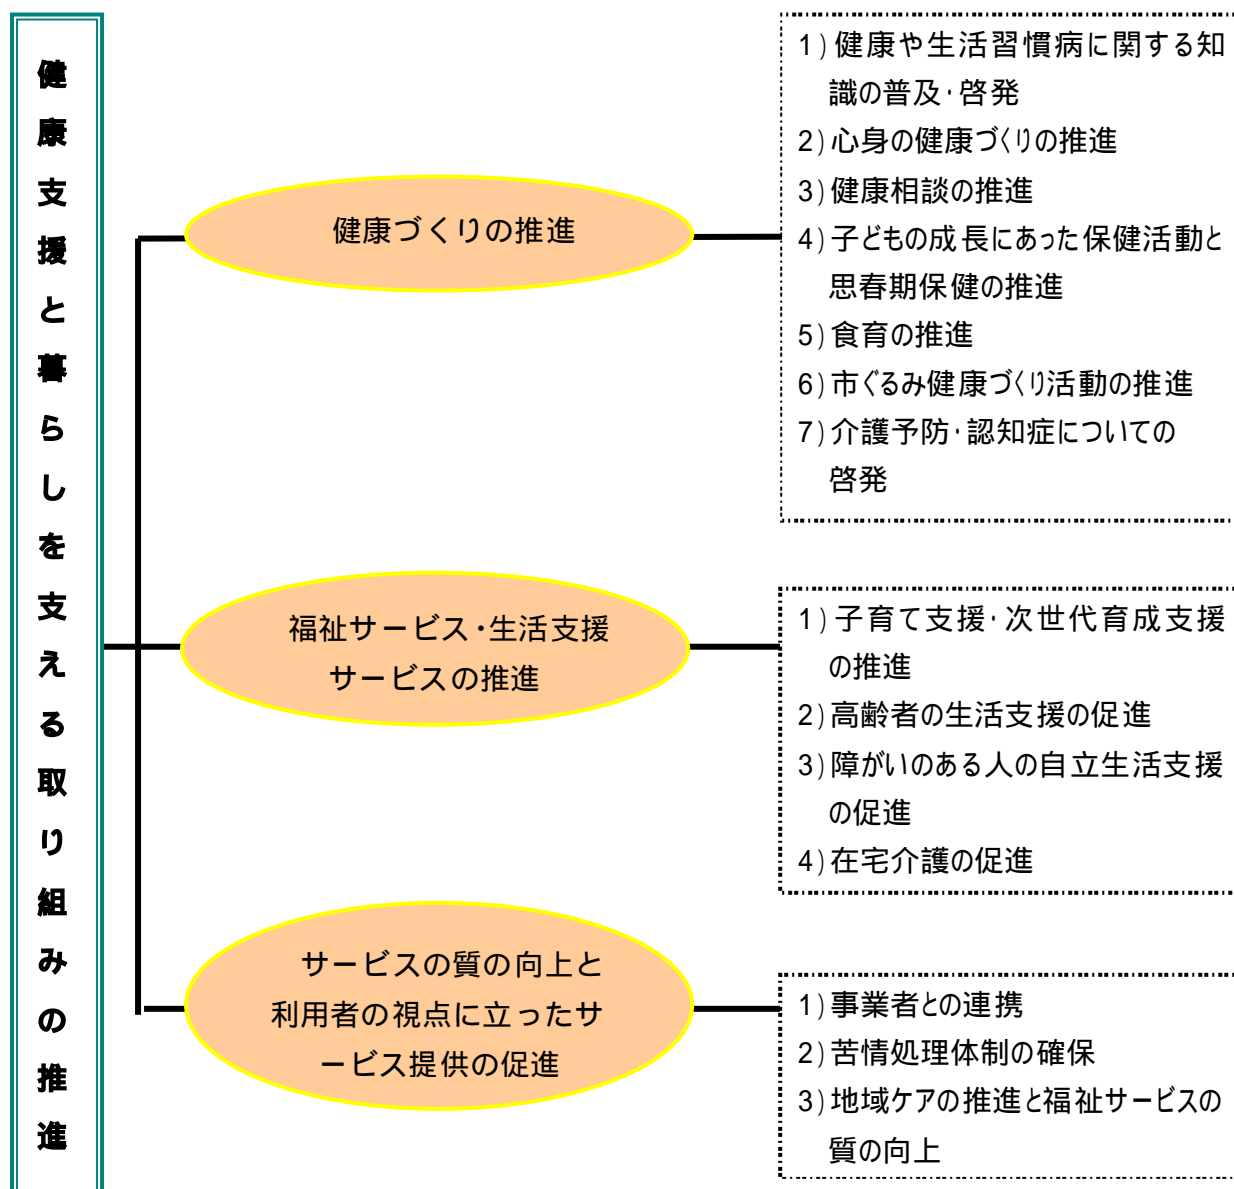 健康支援と暮らしを支える取り組みの推進
健康づくりの推進
1)健康や生活習慣病に関する知
識の普及・啓発
2)心身の健康づくりの推進
3)健康相談の推進
4)子どもの成長にあった保健活動と
思春期保健の推進
5)食育の推進
6)市ぐるみ健康づくり活動の推進
7)介護予防・認知症についての
啓発
福祉サービス・生活支援
サービスの推進
1)子育て支援・次世代育成支援
の推進
2)高齢者の生活支援の促進
3)障がいのある人の自立生活支援
の促進
4)在宅介護の促進
サービスの質の向上と
利用者の視点に立ったサ
ービス提供の促進
1)事業者との連携
2)苦情処理体制の確保
3)地域ケアの推進と福祉サービスの
質の向上